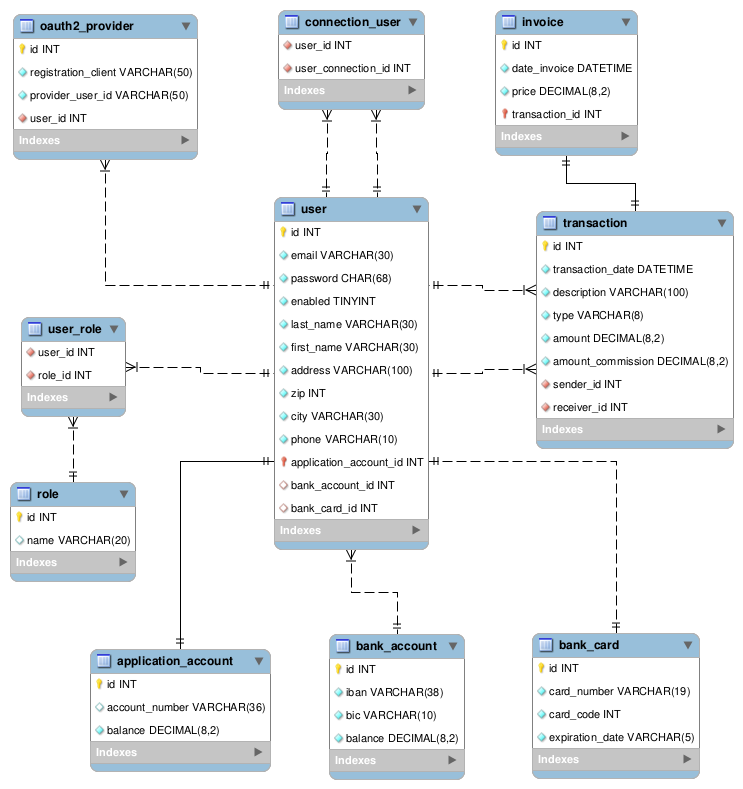 oauth2_provider
id INT
registration_client VARCHAR(50)
provider_user_id VARCHAR(50)
user_id INT
Indexes
connection_user
user_id INT
user_connection_id INT
Indexes
invoice
id INT
date_invoice DATETIME
price DECIMAL(8,2)
transaction_id INT
Indexes
user
id INT
email VARCHAR(30)
password CHAR(68)
enabled TINYINT
last_name VARCHAR(30)
first_name VARCHAR(30)
address VARCHAR(100)
zip INT
city VARCHAR(30)
phone VARCHAR(10)
application_account_id INT
bank_account_id INT
bank_card_id INT
Indexes
transaction
id INT
transaction_date DATETIME
description VARCHAR(100)
type VARCHAR(8)
amount DECIMAL(8,2)
amount_commission DECIMAL(8,2)
sender_id INT
receiver_id INT
Indexes
user_role
user_id INT
role_id INT
Indexes
role
id INT
name VARCHAR(20)
Indexes
application_account
id INT
account_number VARCHAR(36)
balance DECIMAL(8,2)
Indexes
bank_account
id INT
iban VARCHAR(38)
bic VARCHAR(10)
balance DECIMAL(8,2)
Indexes
bank_card
id INT
card_number VARCHAR(19)
card_code INT
expiration_date VARCHAR(5)
Indexes